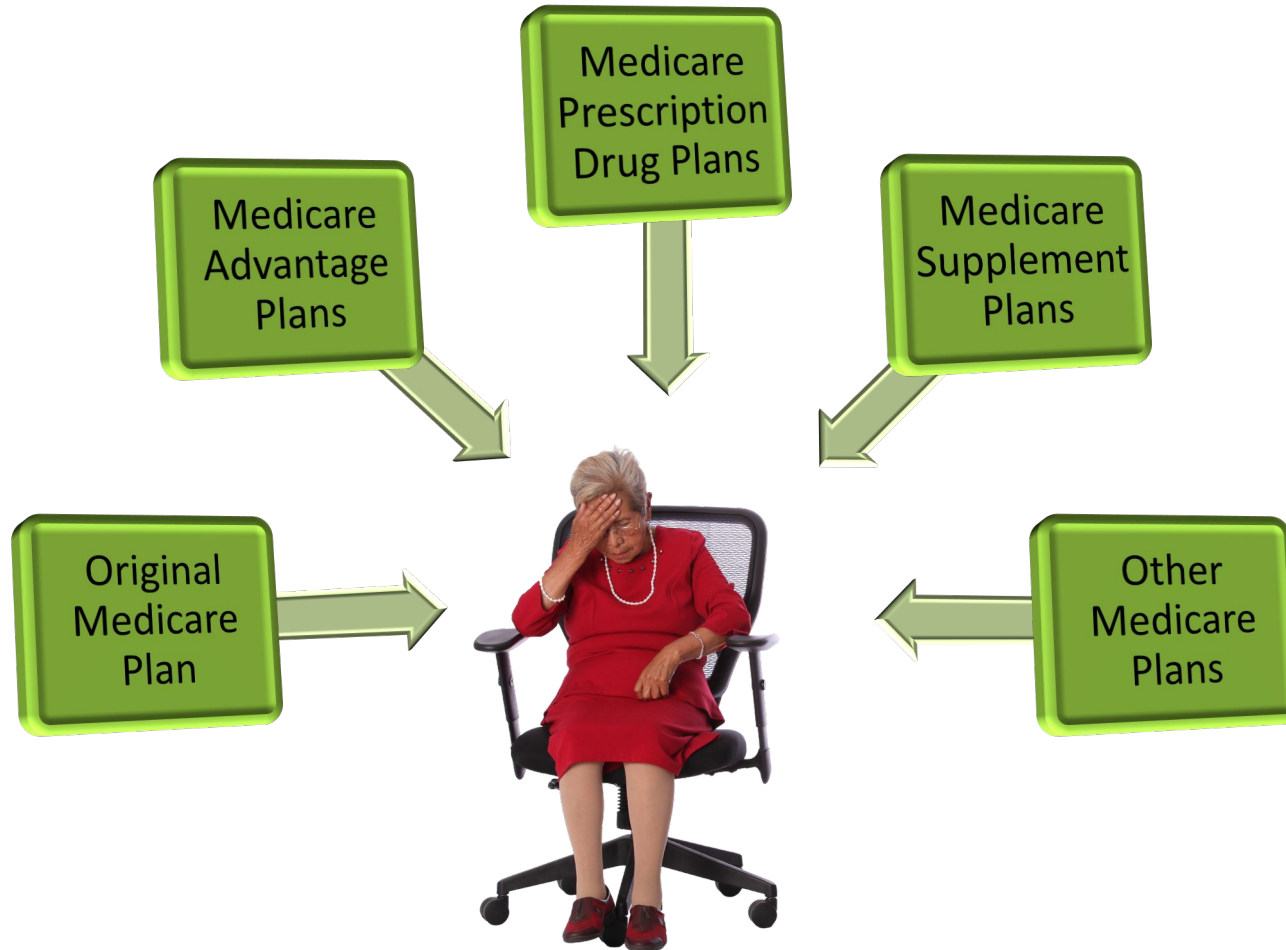 Medicare
Prescription
Drug Plans
Medicare
Advantage
Plans
Medicare
Supplement
Plans
Original
Medicare
Plan
Other
Medicare
Plans